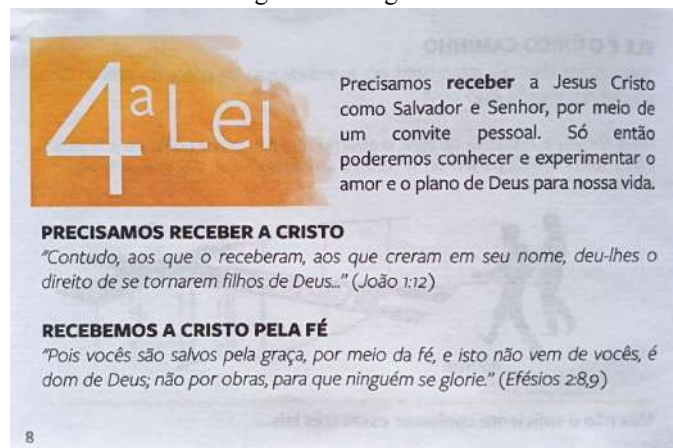 4ª Lei
Precisamos receber a Jesus Cristo
como Salvador e Senhor, por meio de
um convite pessoal. Só então
poderemos conhecer e experimentar o
amor e o plano de Deus para nossa vida.
PRECISAMOS RECEBER A CRISTO
"Contudo, aos que o receberam, aos que creram em seu nome, deu-lhes o
direito de se tornarem filhos de Deus..." (João 1:12)
RECEBEMOS A CRISTO PELA FÉ
"Pois vocês são salvos pela graça, por meio da fé, e isto não vem de vocês, é
dom de Deus; não por obras, para que ninguém se glorie." (Efésios 2:8,9)
8